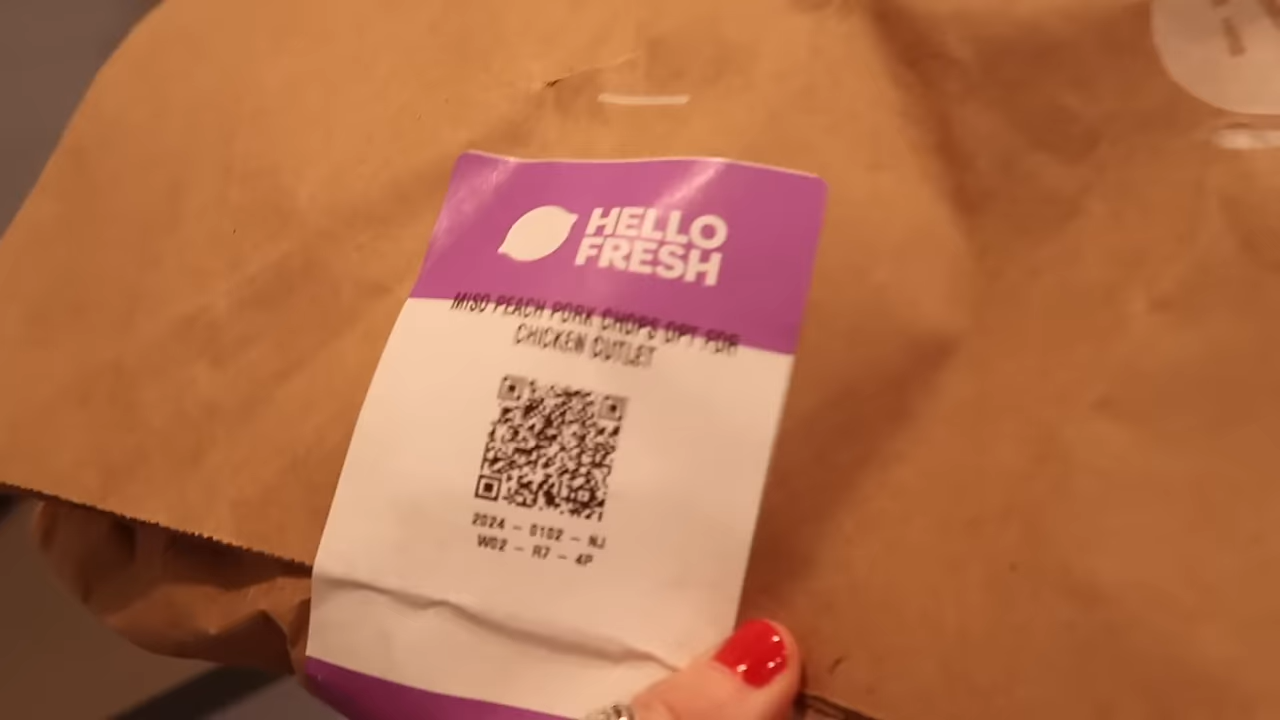 HELLO
FRESH
MISO PEACH PORK CHOPS OPT FOR
CHICKEN CUTLET
2024 - 0102 - NJ
W02 - R7 - 4P